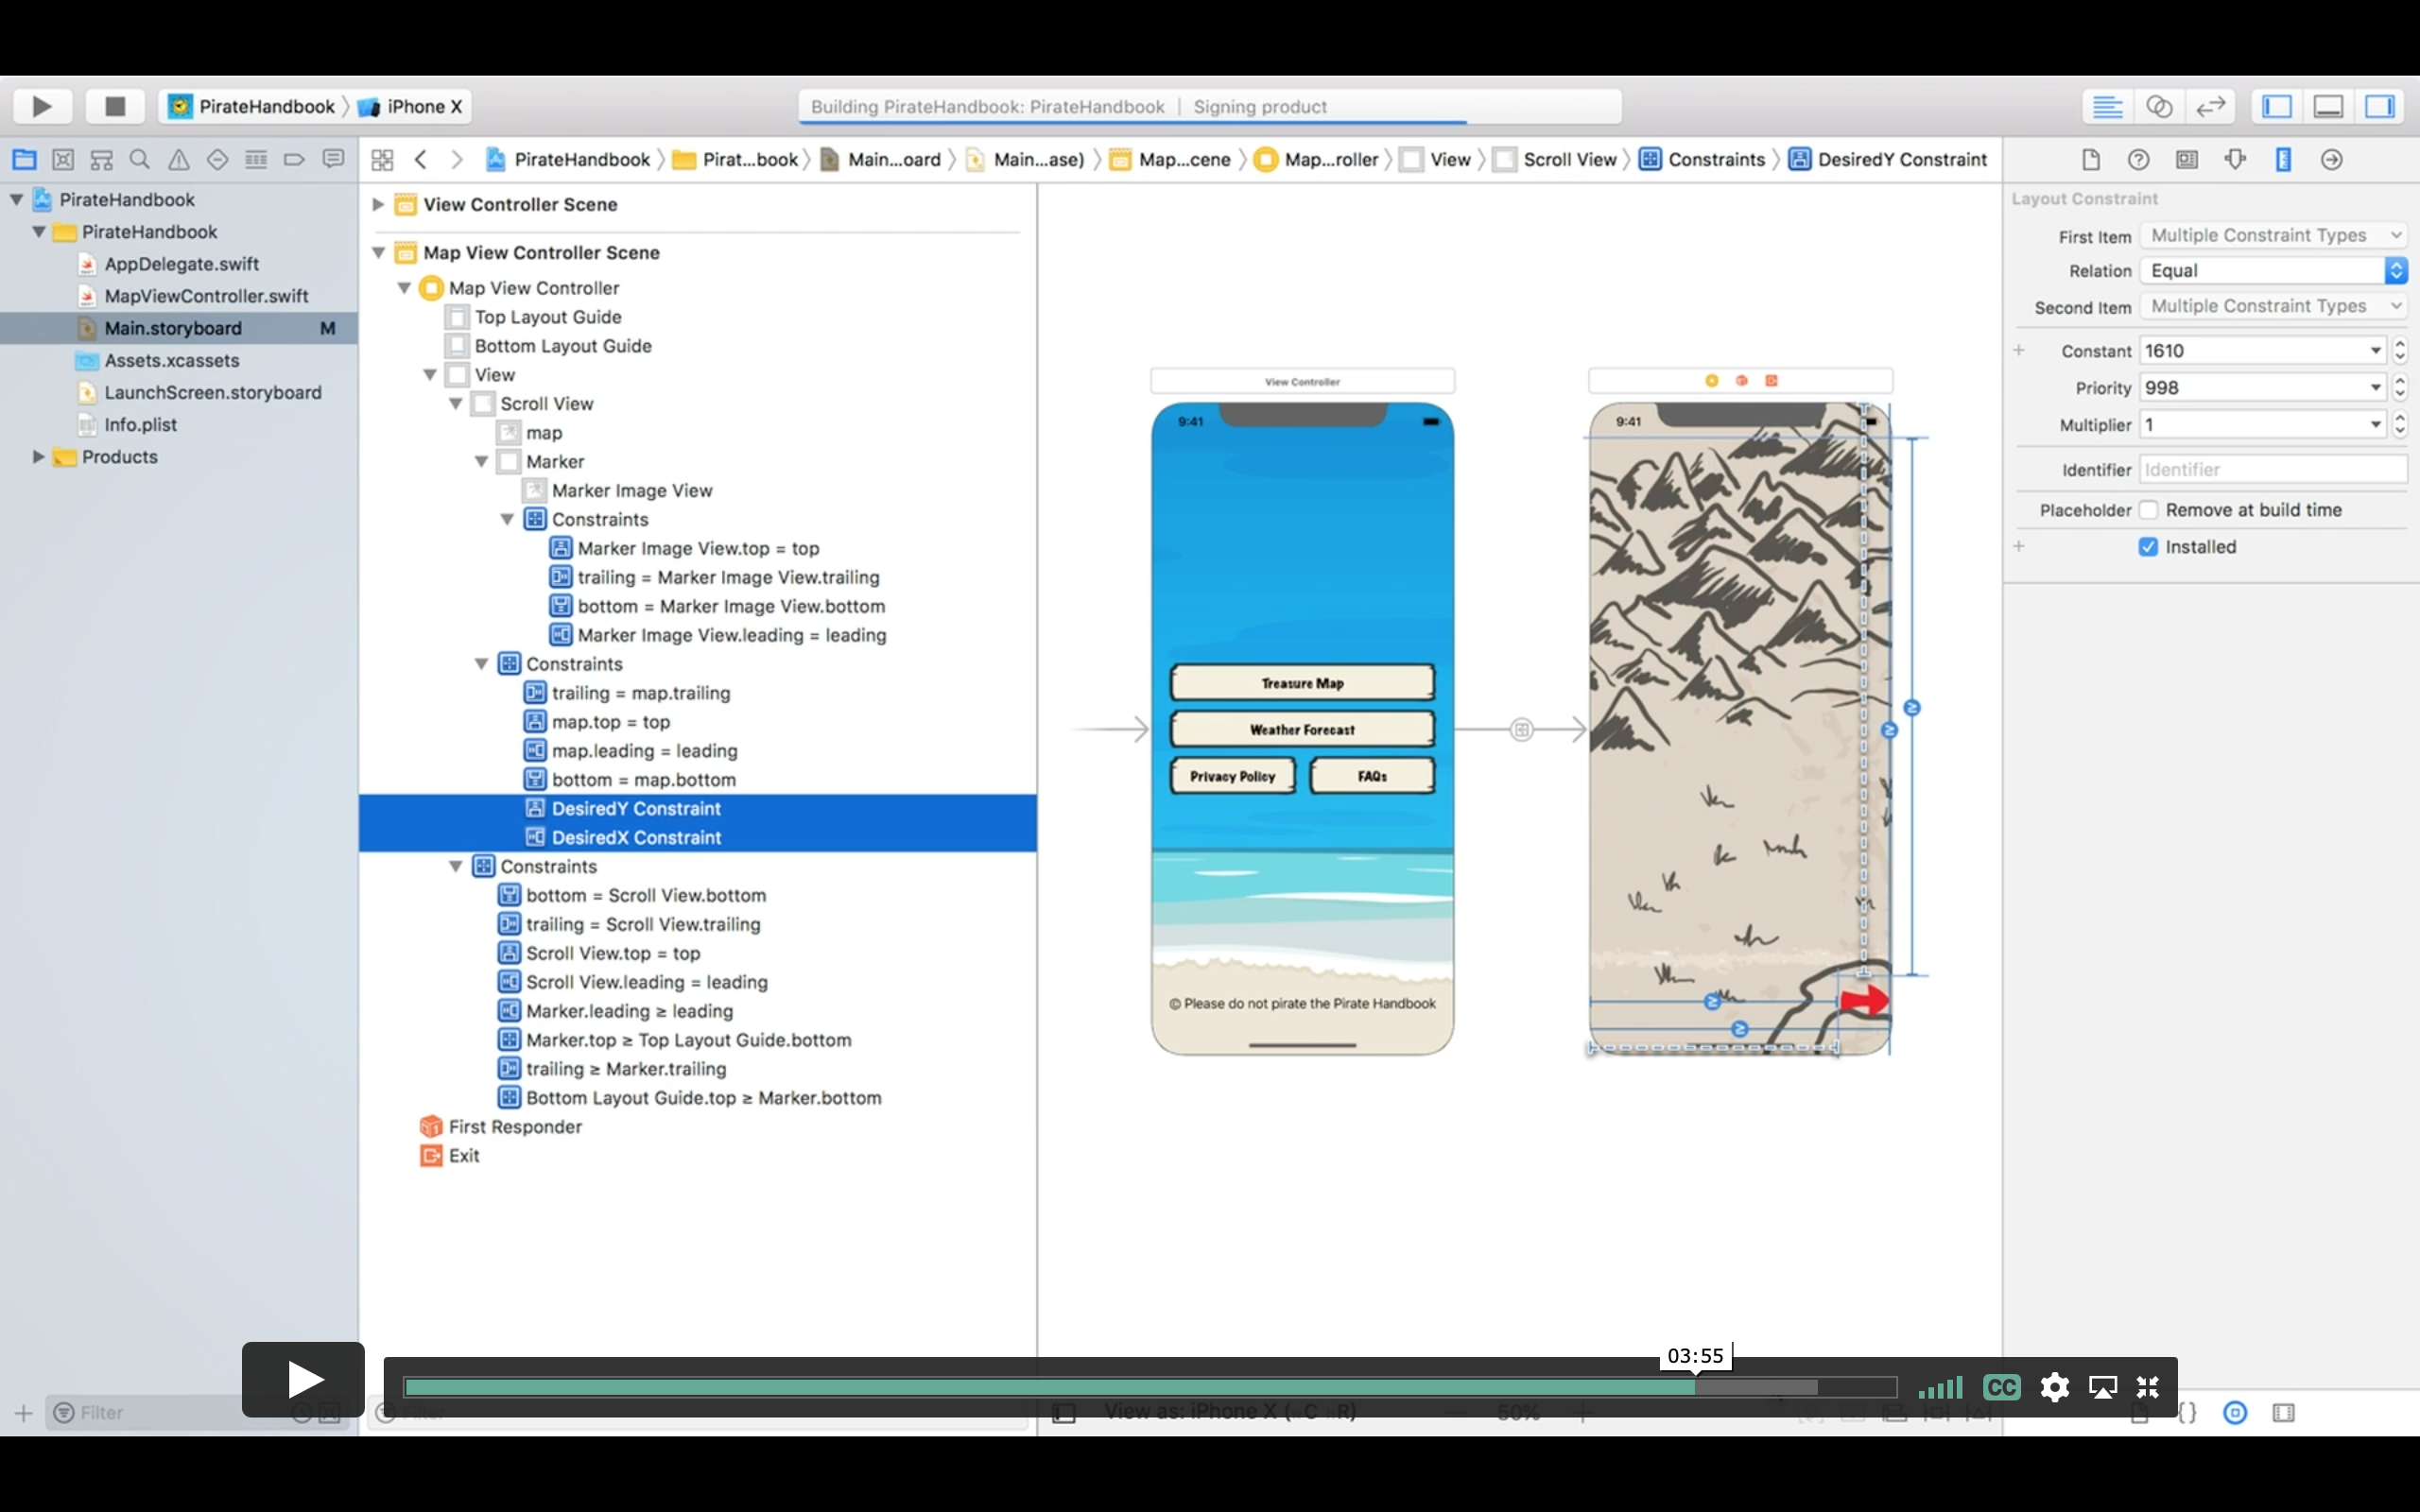 PirateHandbook
iPhone X
Building PirateHandbook: PirateHandbook | Signing product
PirateHandbook
Pirat...book
Main...oard
Main...ase)
Map...cene
Map...roller
View
Scroll View
Constraints
DesiredY Constraint
PirateHandbook
PirateHandbook
AppDelegate.swift
MapViewController.swift
Main.storyboard M
Assets.xcassets
LaunchScreen.storyboard
Info.plist
Products
View Controller Scene
Map View Controller Scene
Map View Controller
Top Layout Guide
Bottom Layout Guide
View
Scroll View
map
Marker
Marker Image View
Constraints
Marker Image View.top = top
trailing = Marker Image View.trailing
bottom = Marker Image View.bottom
Marker Image View.leading = leading
Constraints
trailing = map.trailing
map.top = top
map.leading = leading
bottom = map.bottom
DesiredY Constraint
DesiredX Constraint
Constraints
bottom = Scroll View.bottom
trailing = Scroll View.trailing
Scroll View.top = top
Scroll View.leading = leading
Marker.leading ≥ leading
Marker.top ≥ Top Layout Guide.bottom
trailing ≥ Marker.trailing
Bottom Layout Guide.top ≥ Marker.bottom
First Responder
Exit
View Controller
9:41
Treasure Map
Weather Forecast
Privacy Policy
FAQs
© Please do not pirate the Pirate Handbook
9:41
Layout Constraint
First Item Multiple Constraint Types
Relation Equal
Second Item Multiple Constraint Types
Constant 1610
Priority 998
Multiplier 1
Identifier Identifier
Placeholder Remove at build time
Installed
03:55
CC
Filter
Filter
View as: iPhone X (wC hR)
50%
{}